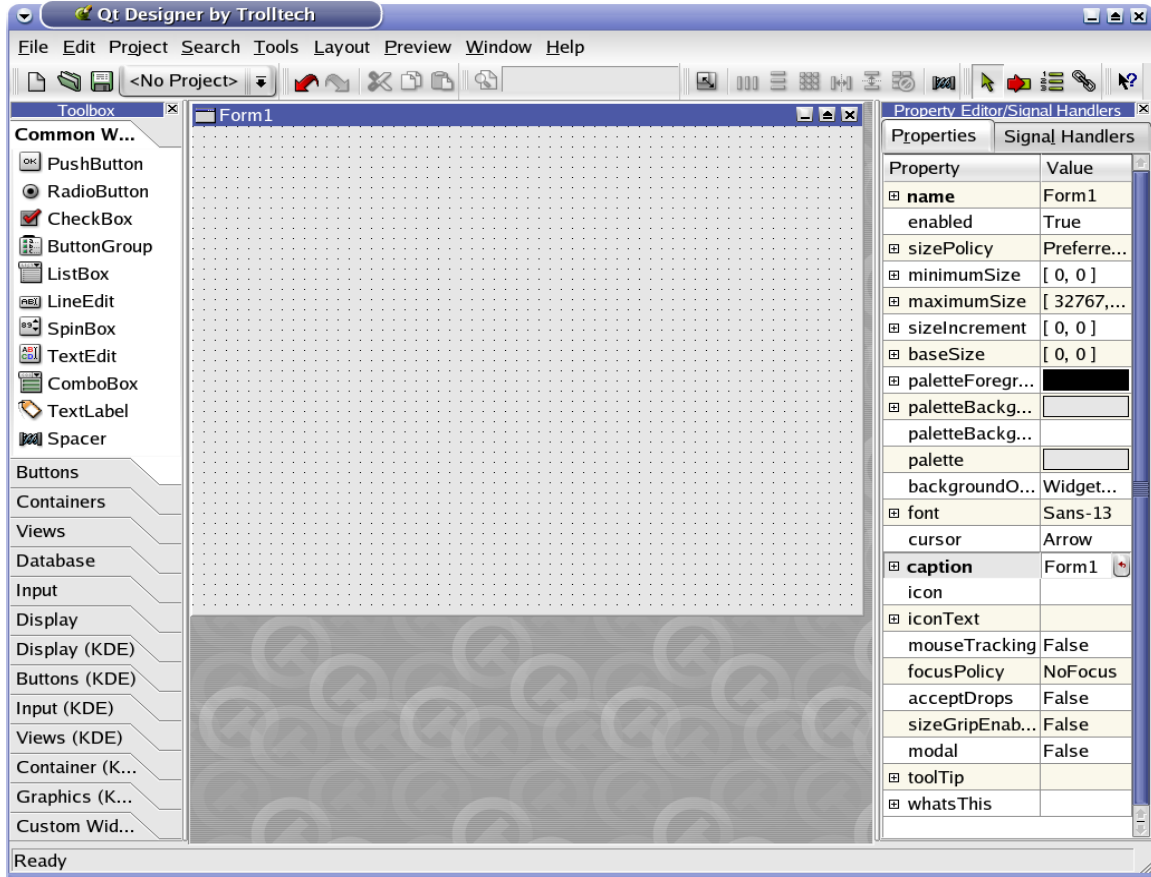 Qt Designer by Trolltech
File Edit Project Search Tools Layout Preview Window Help
<No Project>
Toolbox
Common W...
PushButton
RadioButton
CheckBox
ButtonGroup
ListBox
LineEdit
SpinBox
TextEdit
ComboBox
TextLabel
Spacer
Buttons
Containers
Views
Database
Input
Display
Display (KDE)
Buttons (KDE)
Input (KDE)
Views (KDE)
Container (K...
Graphics (K...
Custom Wid...
Form1
Property Editor/Signal Handlers
Properties Signal Handlers
Property Value
name Form1
enabled True
sizePolicy Preferre...
minimumSize [ 0, 0 ]
maximumSize [ 32767,...
sizeIncrement [ 0, 0 ]
baseSize [ 0, 0 ]
paletteForegr...
paletteBackg...
paletteBackg...
palette
backgroundO... Widget...
font Sans-13
cursor Arrow
caption Form1
icon
iconText
mouseTracking False
focusPolicy NoFocus
acceptDrops False
sizeGripEnab... False
modal False
toolTip
whatsThis
Ready